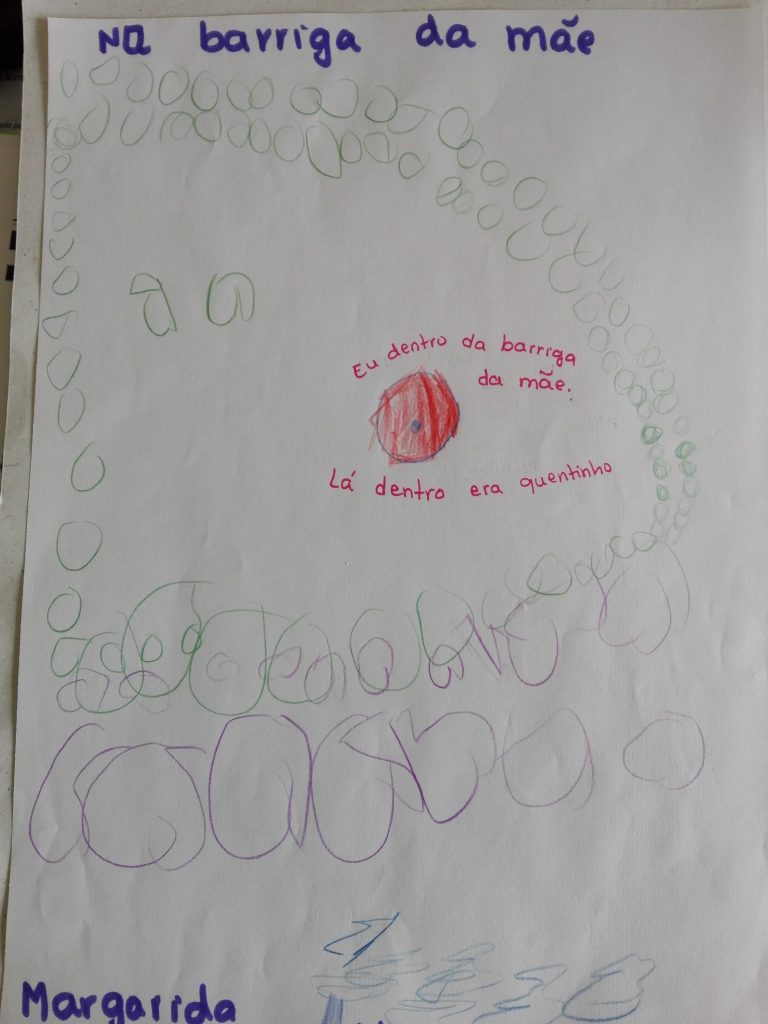 Na barriga da mãe
Eu dentro da barriga
da mãe.
Lá dentro era quentinho
Margarida